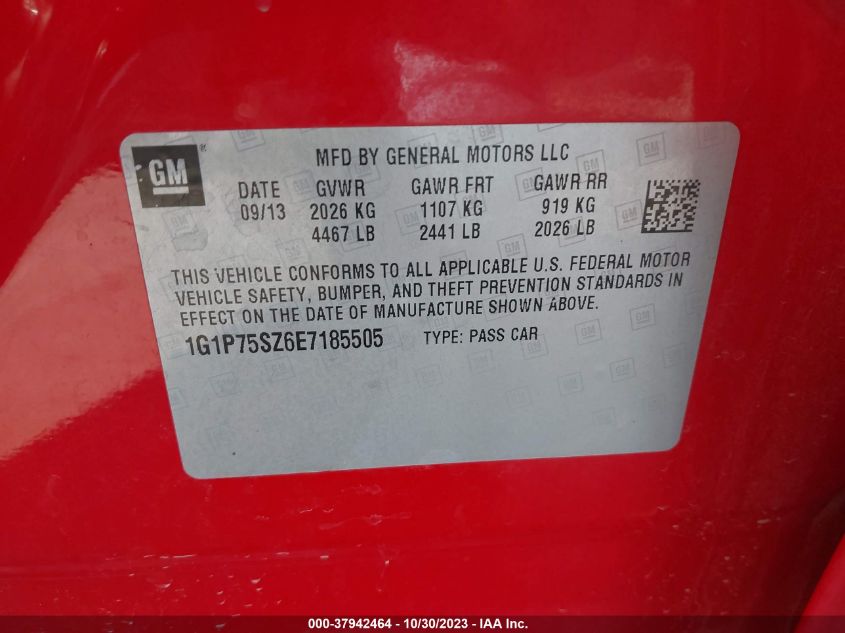 GM
MFD BY GENERAL MOTORS LLC
DATE GVWR GAWR FRT GAWR RR
09/13 2026 KG 1107 KG 919 KG
4467 LB 2441 LB 2026 LB
THIS VEHICLE CONFORMS TO ALL APPLICABLE U.S. FEDERAL MOTOR
VEHICLE SAFETY, BUMPER, AND THEFT PREVENTION STANDARDS IN
EFFECT ON THE DATE OF MANUFACTURE SHOWN ABOVE.
1G1P75SZ6E7185505 TYPE: PASS CAR
000-37942464 - 10/30/2023 - IAA Inc.